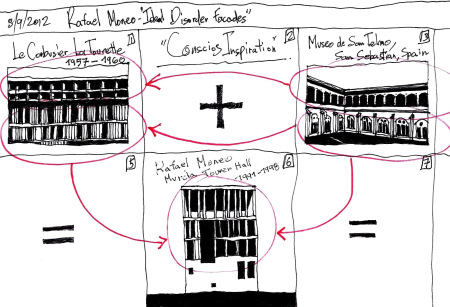 8/9/2012 Rafael Moneo "Ideal Disorder Facades"
1
Le Corbusier La Tourette
1957 - 1960
2
"Conscios Inspiration"
+
3
Museo de San Telmo
San Sebastian, Spain
5
=
6
Rafael Moneo
Murcia Town Hall
1991-1998
7
=